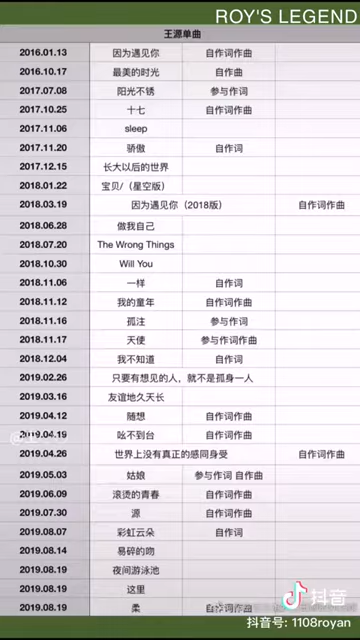 ROY'S LEGEND
王源单曲
2016.01.13 因为遇见你 自作词作曲
2016.10.17 最美的时光 自作曲
2017.07.08 阳光不锈 参与作词
2017.10.25 十七 自作词作曲
2017.11.06 sleep
2017.11.20 骄傲 自作词
2017.12.15 长大以后的世界
2018.01.22 宝贝/（星空版）
2018.03.19 因为遇见你（2018版） 自作词作曲
2018.06.28 做我自己
2018.07.20 The Wrong Things
2018.10.30 Will You
2018.11.06 一样 自作词
2018.11.12 我的童年 自作词作曲
2018.11.16 孤注 参与作词
2018.11.17 天使 参与作词作曲
2018.12.04 我不知道 自作词
2019.02.26 只要有想见的人，就不是孤身一人
2019.03.16 友谊地久天长
2019.04.12 随想 自作词作曲
2019.04.19 吆不到台 自作词作曲
2019.04.26 世界上没有真正的感同身受 自作词作曲
2019.05.03 姑娘 参与作词 自作曲
2019.06.09 滚烫的青春 自作词作曲
2019.07.30 源 自作词作曲
2019.08.07 彩虹云朵 自作词
2019.08.14 易碎的吻
2019.08.19 夜间游泳池
2019.08.19 这里
2019.08.19 柔 自作词作曲
抖音
抖音号: 1108royan